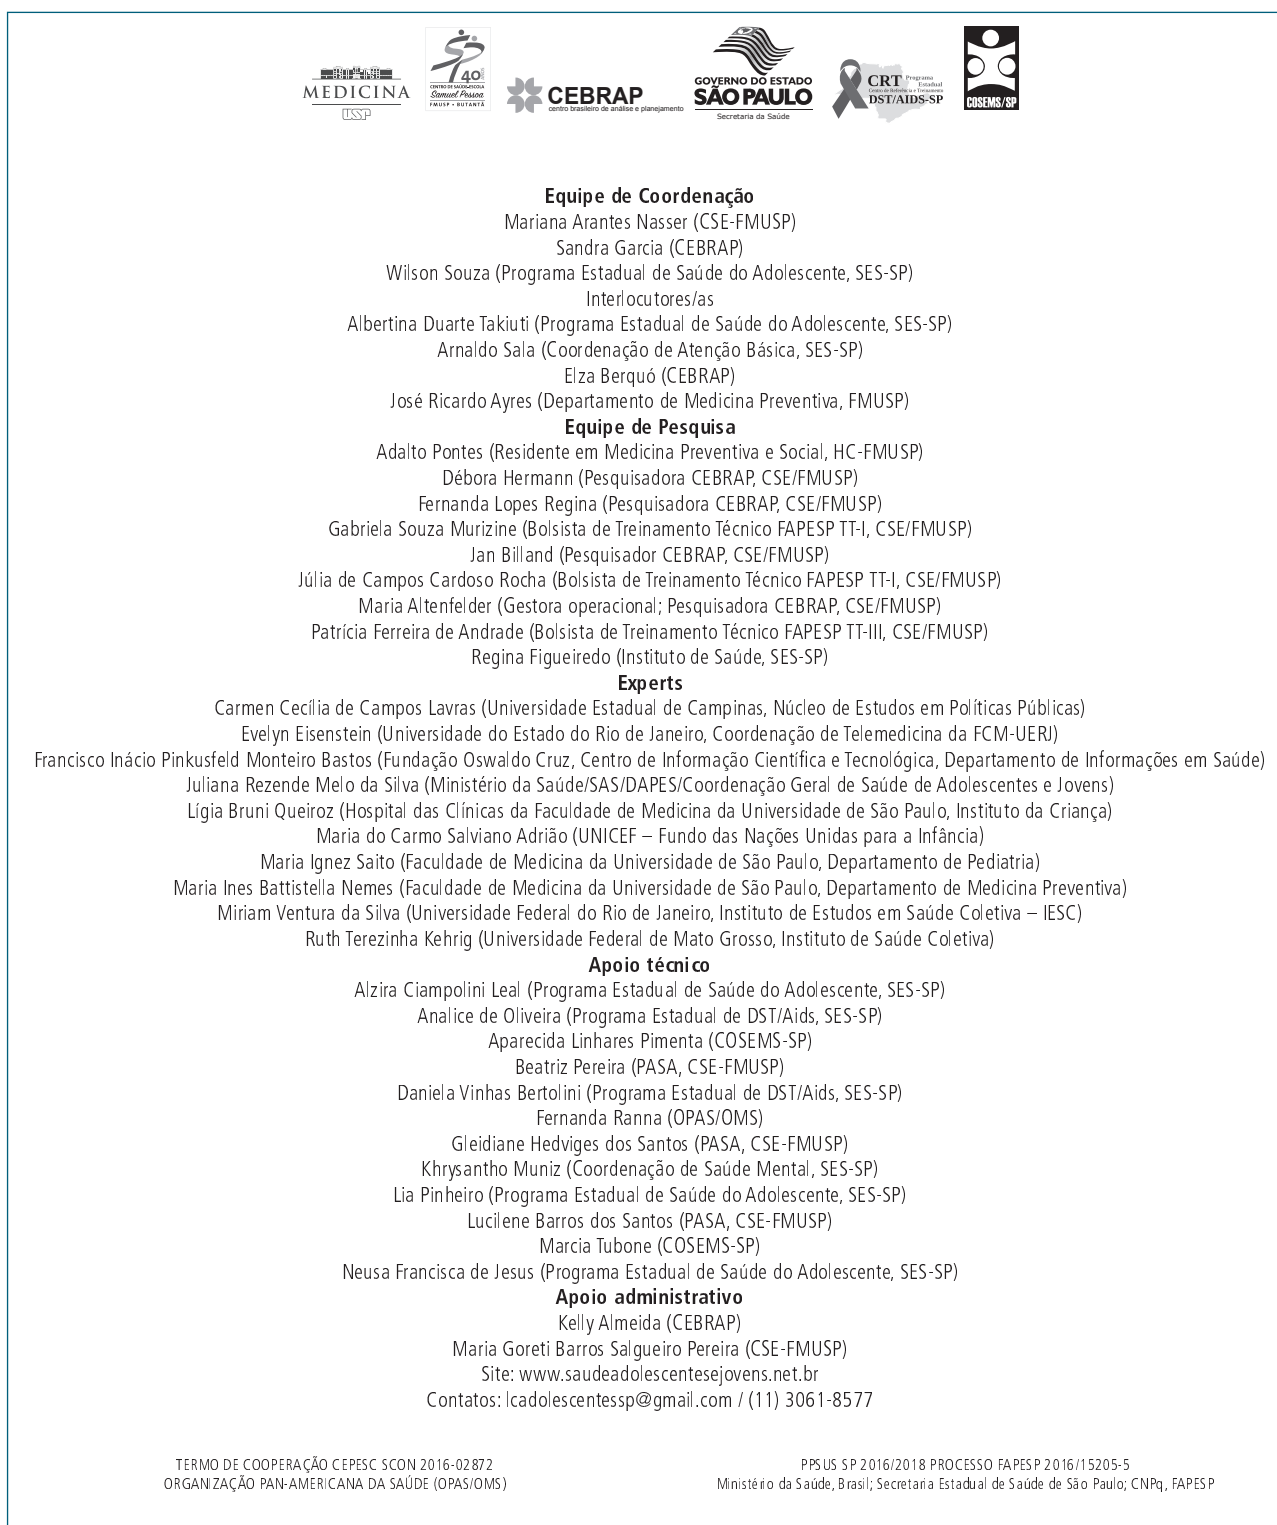 MEDICINA
USP
40 ANOS
CENTRO DE SAÚDE-ESCOLA
Samuel Pessoa
FMUSP • BUTANTÃ
CEBRAP
centro brasileiro de análise e planejamento
GOVERNO DO ESTADO
SÃO PAULO
Secretaria da Saúde
CRT Programa
Estadual
Centro de Referência e Treinamento
DST/AIDS-SP
COSEMS/SP
Equipe de Coordenação
Mariana Arantes Nasser (CSE-FMUSP)
Sandra Garcia (CEBRAP)
Wilson Souza (Programa Estadual de Saúde do Adolescente, SES-SP)
Interlocutores/as
Albertina Duarte Takiuti (Programa Estadual de Saúde do Adolescente, SES-SP)
Arnaldo Sala (Coordenação de Atenção Básica, SES-SP)
Elza Berquó (CEBRAP)
José Ricardo Ayres (Departamento de Medicina Preventiva, FMUSP)
Equipe de Pesquisa
Adalto Pontes (Residente em Medicina Preventiva e Social, HC-FMUSP)
Débora Hermann (Pesquisadora CEBRAP, CSE/FMUSP)
Fernanda Lopes Regina (Pesquisadora CEBRAP, CSE/FMUSP)
Gabriela Souza Murizine (Bolsista de Treinamento Técnico FAPESP TT-I, CSE/FMUSP)
Jan Billand (Pesquisador CEBRAP, CSE/FMUSP)
Júlia de Campos Cardoso Rocha (Bolsista de Treinamento Técnico FAPESP TT-I, CSE/FMUSP)
Maria Altenfelder (Gestora operacional; Pesquisadora CEBRAP, CSE/FMUSP)
Patrícia Ferreira de Andrade (Bolsista de Treinamento Técnico FAPESP TT-III, CSE/FMUSP)
Regina Figueiredo (Instituto de Saúde, SES-SP)
Experts
Carmen Cecília de Campos Lavras (Universidade Estadual de Campinas, Núcleo de Estudos em Políticas Públicas)
Evelyn Eisenstein (Universidade do Estado do Rio de Janeiro, Coordenação de Telemedicina da FCM-UERJ)
Francisco Inácio Pinkusfeld Monteiro Bastos (Fundação Oswaldo Cruz, Centro de Informação Científica e Tecnológica, Departamento de Informações em Saúde)
Juliana Rezende Melo da Silva (Ministério da Saúde/SAS/DAPES/Coordenação Geral de Saúde de Adolescentes e Jovens)
Lígia Bruni Queiroz (Hospital das Clínicas da Faculdade de Medicina da Universidade de São Paulo, Instituto da Criança)
Maria do Carmo Salviano Adrião (UNICEF – Fundo das Nações Unidas para a Infância)
Maria Ignez Saito (Faculdade de Medicina da Universidade de São Paulo, Departamento de Pediatria)
Maria Ines Battistella Nemes (Faculdade de Medicina da Universidade de São Paulo, Departamento de Medicina Preventiva)
Miriam Ventura da Silva (Universidade Federal do Rio de Janeiro, Instituto de Estudos em Saúde Coletiva – IESC)
Ruth Terezinha Kehrig (Universidade Federal de Mato Grosso, Instituto de Saúde Coletiva)
Apoio técnico
Alzira Ciampolini Leal (Programa Estadual de Saúde do Adolescente, SES-SP)
Analice de Oliveira (Programa Estadual de DST/Aids, SES-SP)
Aparecida Linhares Pimenta (COSEMS-SP)
Beatriz Pereira (PASA, CSE-FMUSP)
Daniela Vinhas Bertolini (Programa Estadual de DST/Aids, SES-SP)
Fernanda Ranna (OPAS/OMS)
Gleidiane Hedviges dos Santos (PASA, CSE-FMUSP)
Khrysantho Muniz (Coordenação de Saúde Mental, SES-SP)
Lia Pinheiro (Programa Estadual de Saúde do Adolescente, SES-SP)
Lucilene Barros dos Santos (PASA, CSE-FMUSP)
Marcia Tubone (COSEMS-SP)
Neusa Francisca de Jesus (Programa Estadual de Saúde do Adolescente, SES-SP)
Apoio administrativo
Kelly Almeida (CEBRAP)
Maria Goreti Barros Salgueiro Pereira (CSE-FMUSP)
Site: www.saudeadolescentesejovens.net.br
Contatos: lcadolescentessp@gmail.com / (11) 3061-8577
TERMO DE COOPERAÇÃO CEPESC SCON 2016-02872
ORGANIZAÇÃO PAN-AMERICANA DA SAÚDE (OPAS/OMS)
PPSUS SP 2016/2018 PROCESSO FAPESP 2016/15205-5
Ministério da Saúde, Brasil; Secretaria Estadual de Saúde de São Paulo; CNPq, FAPESP